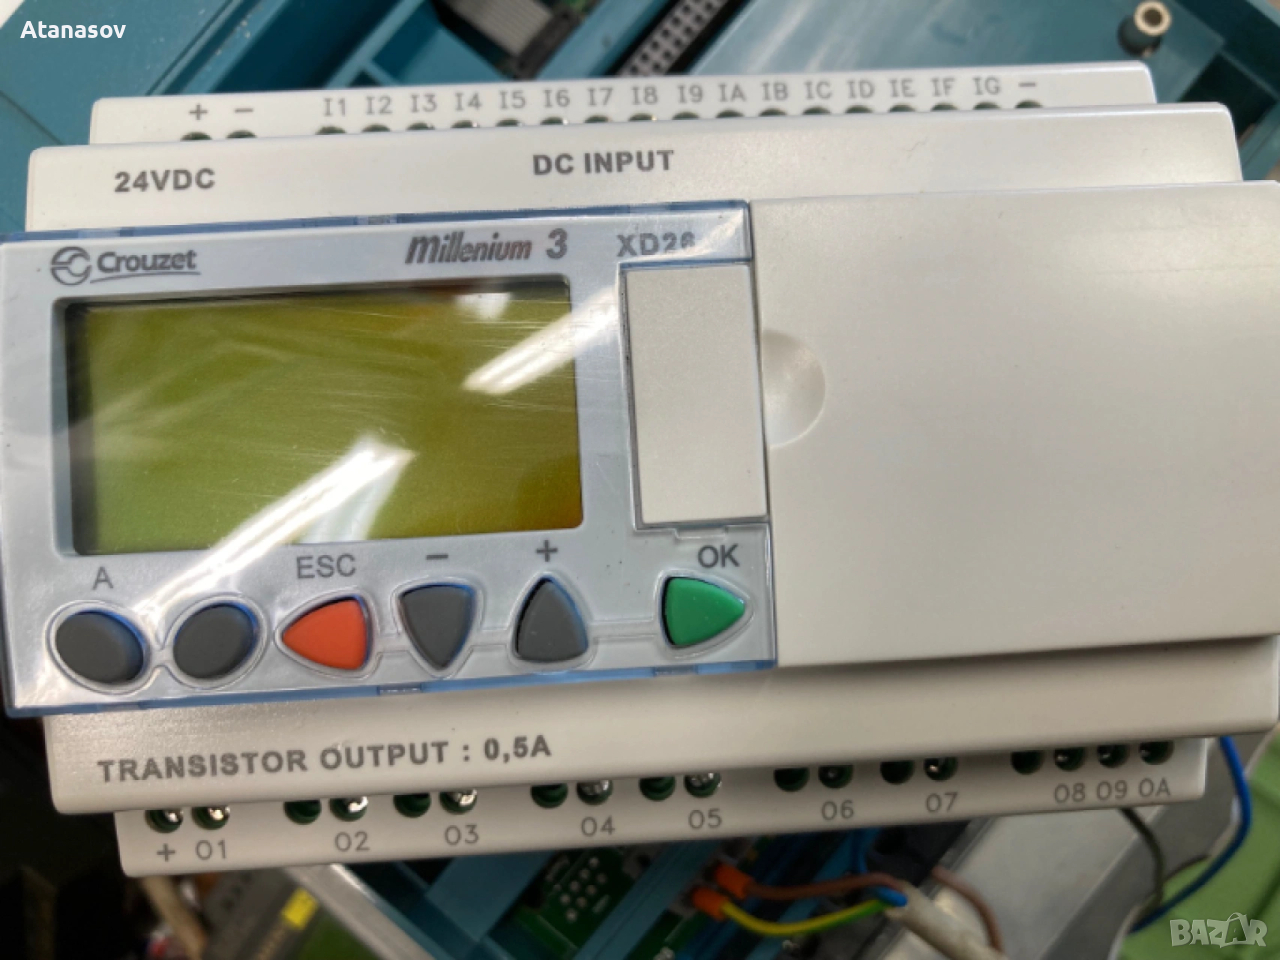 Atanasov
+ - I1 I2 I3 I4 I5 I6 I7 I8 I9 IA IB IC ID IE IF IG -
24VDC DC INPUT
Crouzet Millenium 3 XD26
A ESC - + OK
TRANSISTOR OUTPUT : 0,5A
+ O1 O2 O3 O4 O5 O6 O7 O8 O9 OA
BAZAR